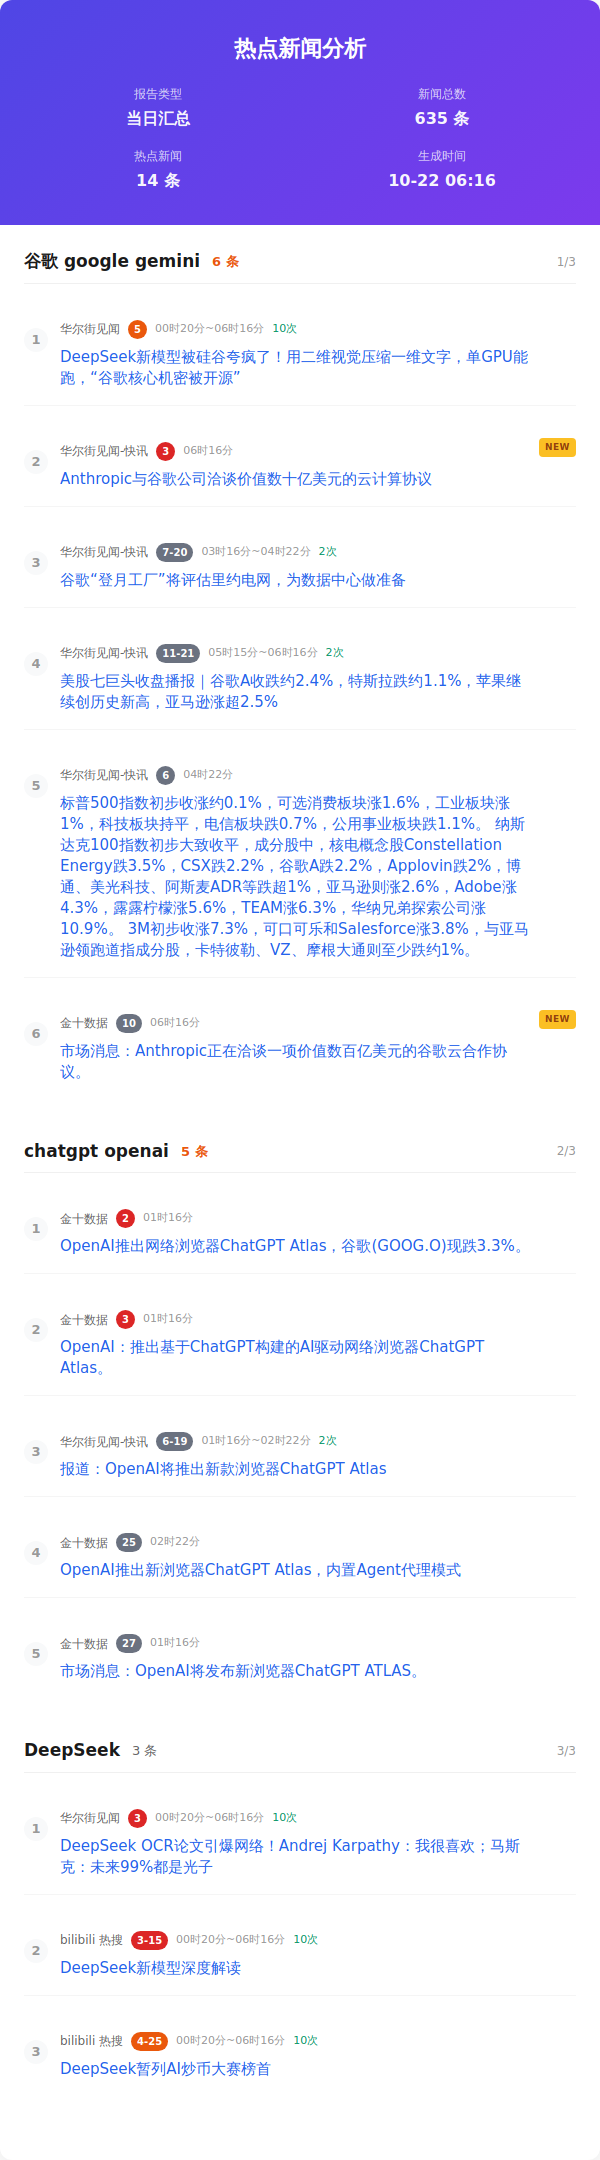 热点新闻分析
报告类型
当日汇总
新闻总数
635 条
热点新闻
14 条
生成时间
10-22 06:16
谷歌 google gemini 6 条 1/3
1
华尔街见闻 5 00时20分~06时16分 10次
DeepSeek新模型被硅谷夸疯了！用二维视觉压缩一维文字，单GPU能
跑，“谷歌核心机密被开源”
2
华尔街见闻-快讯 3 06时16分 NEW
Anthropic与谷歌公司洽谈价值数十亿美元的云计算协议
3
华尔街见闻-快讯 7-20 03时16分~04时22分 2次
谷歌“登月工厂”将评估里约电网，为数据中心做准备
4
华尔街见闻-快讯 11-21 05时15分~06时16分 2次
美股七巨头收盘播报｜谷歌A收跌约2.4%，特斯拉跌约1.1%，苹果继
续创历史新高，亚马逊涨超2.5%
5
华尔街见闻-快讯 6 04时22分
标普500指数初步收涨约0.1%，可选消费板块涨1.6%，工业板块涨
1%，科技板块持平，电信板块跌0.7%，公用事业板块跌1.1%。 纳斯
达克100指数初步大致收平，成分股中，核电概念股Constellation
Energy跌3.5%，CSX跌2.2%，谷歌A跌2.2%，Applovin跌2%，博
通、美光科技、阿斯麦ADR等跌超1%，亚马逊则涨2.6%，Adobe涨
4.3%，露露柠檬涨5.6%，TEAM涨6.3%，华纳兄弟探索公司涨
10.9%。 3M初步收涨7.3%，可口可乐和Salesforce涨3.8%，与亚马
逊领跑道指成分股，卡特彼勒、VZ、摩根大通则至少跌约1%。
6
金十数据 10 06时16分 NEW
市场消息：Anthropic正在洽谈一项价值数百亿美元的谷歌云合作协
议。
chatgpt openai 5 条 2/3
1
金十数据 2 01时16分
OpenAI推出网络浏览器ChatGPT Atlas，谷歌(GOOG.O)现跌3.3%。
2
金十数据 3 01时16分
OpenAI：推出基于ChatGPT构建的AI驱动网络浏览器ChatGPT
Atlas。
3
华尔街见闻-快讯 6-19 01时16分~02时22分 2次
报道：OpenAI将推出新款浏览器ChatGPT Atlas
4
金十数据 25 02时22分
OpenAI推出新浏览器ChatGPT Atlas，内置Agent代理模式
5
金十数据 27 01时16分
市场消息：OpenAI将发布新浏览器ChatGPT ATLAS。
DeepSeek 3 条 3/3
1
华尔街见闻 3 00时20分~06时16分 10次
DeepSeek OCR论文引爆网络！Andrej Karpathy：我很喜欢；马斯
克：未来99%都是光子
2
bilibili 热搜 3-15 00时20分~06时16分 10次
DeepSeek新模型深度解读
3
bilibili 热搜 4-25 00时20分~06时16分 10次
DeepSeek暂列AI炒币大赛榜首